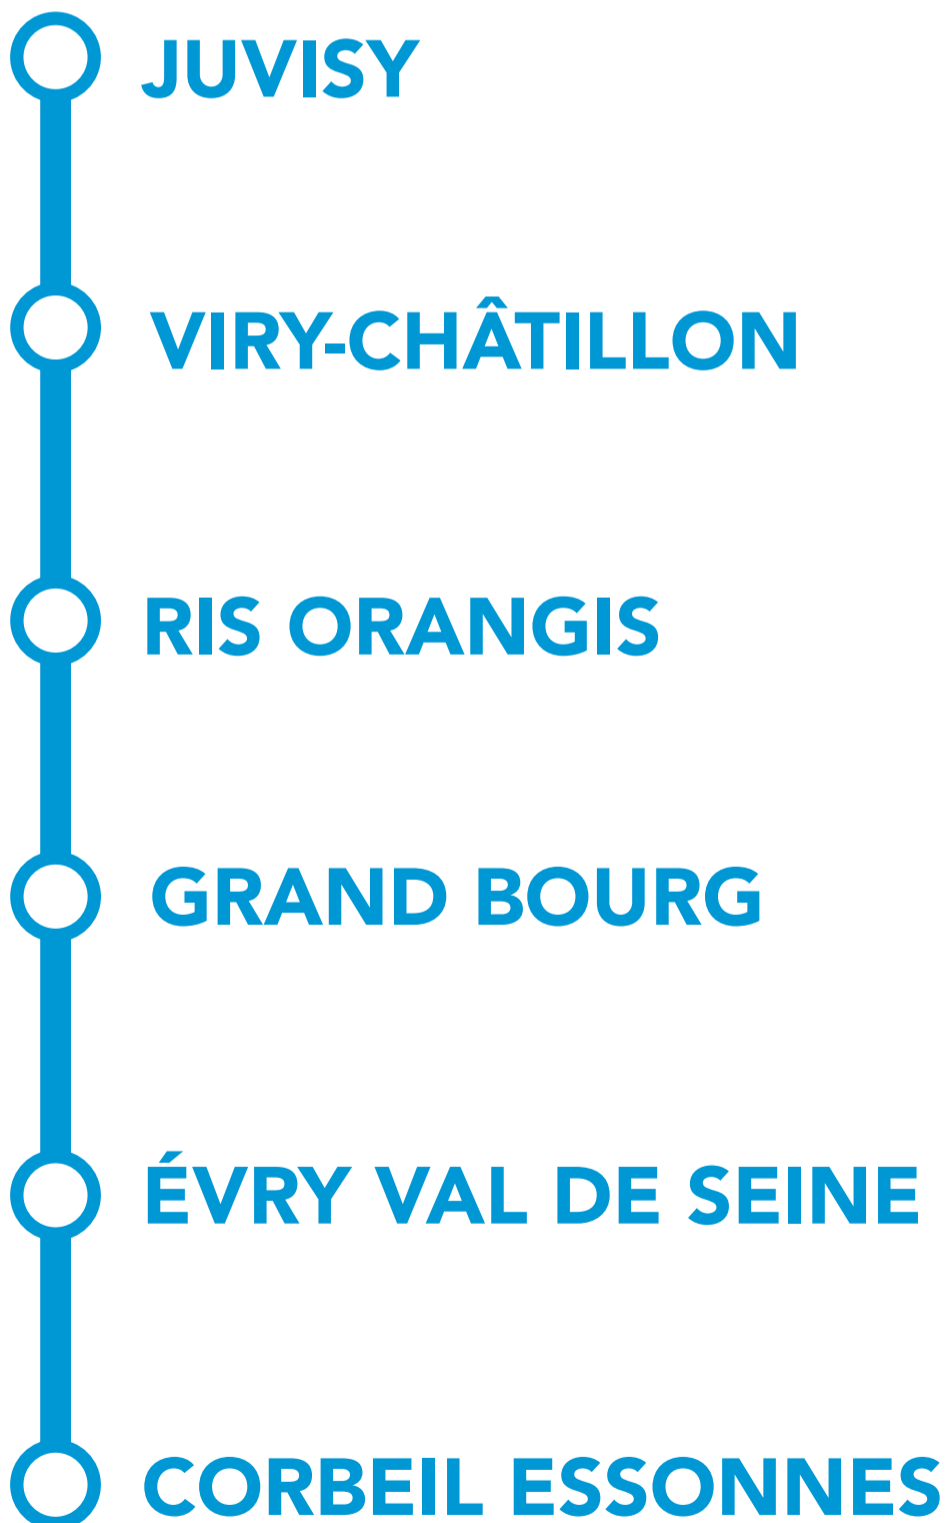 JUVISY
VIRY-CHÂTILLON
RIS ORANGIS
GRAND BOURG
ÉVRY VAL DE SEINE
CORBEIL ESSONNES